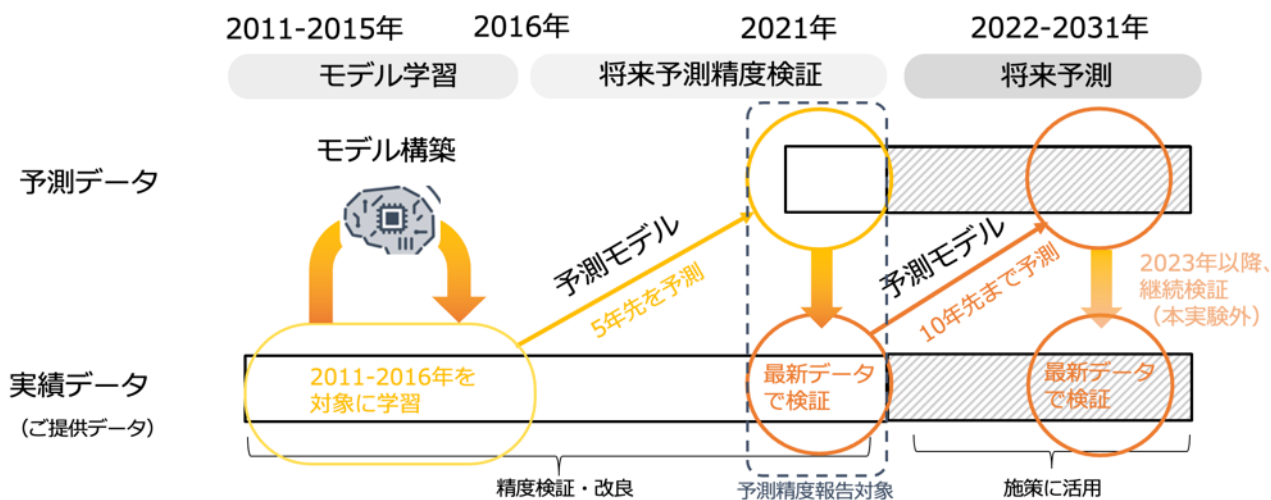 2011-2015年
2016年
2021年
2022-2031年
モデル学習
将来予測精度検証
将来予測
モデル構築
予測データ
予測モデル
5年先を予測
予測モデル
10年先まで予測
2023年以降、
継続検証
（本実験外）
実績データ
（ご提供データ）
2011-2016年を
対象に学習
最新データ
で検証
最新データ
で検証
精度検証・改良
予測精度報告対象
施策に活用